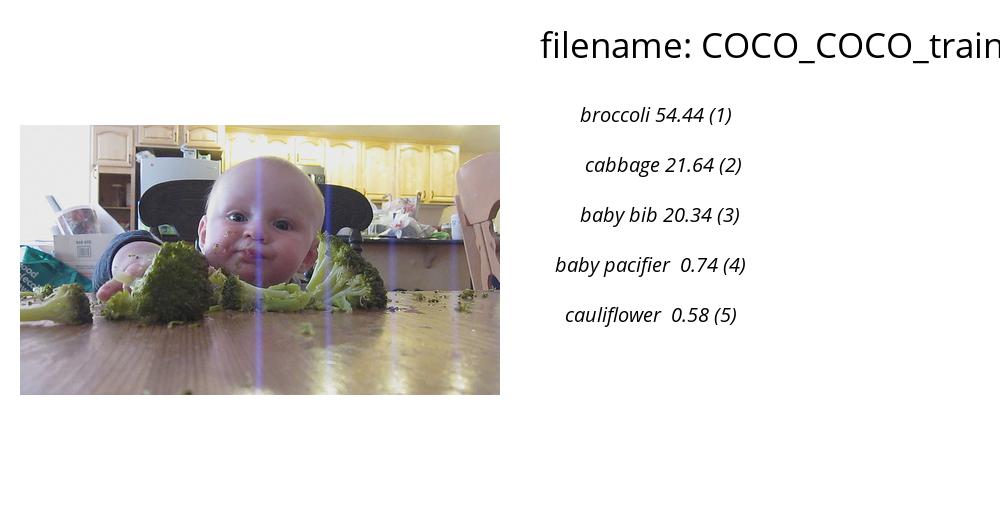 filename: COCO_COCO_train
broccoli 54.44 (1)
cabbage 21.64 (2)
baby bib 20.34 (3)
baby pacifier 0.74 (4)
cauliflower 0.58 (5)